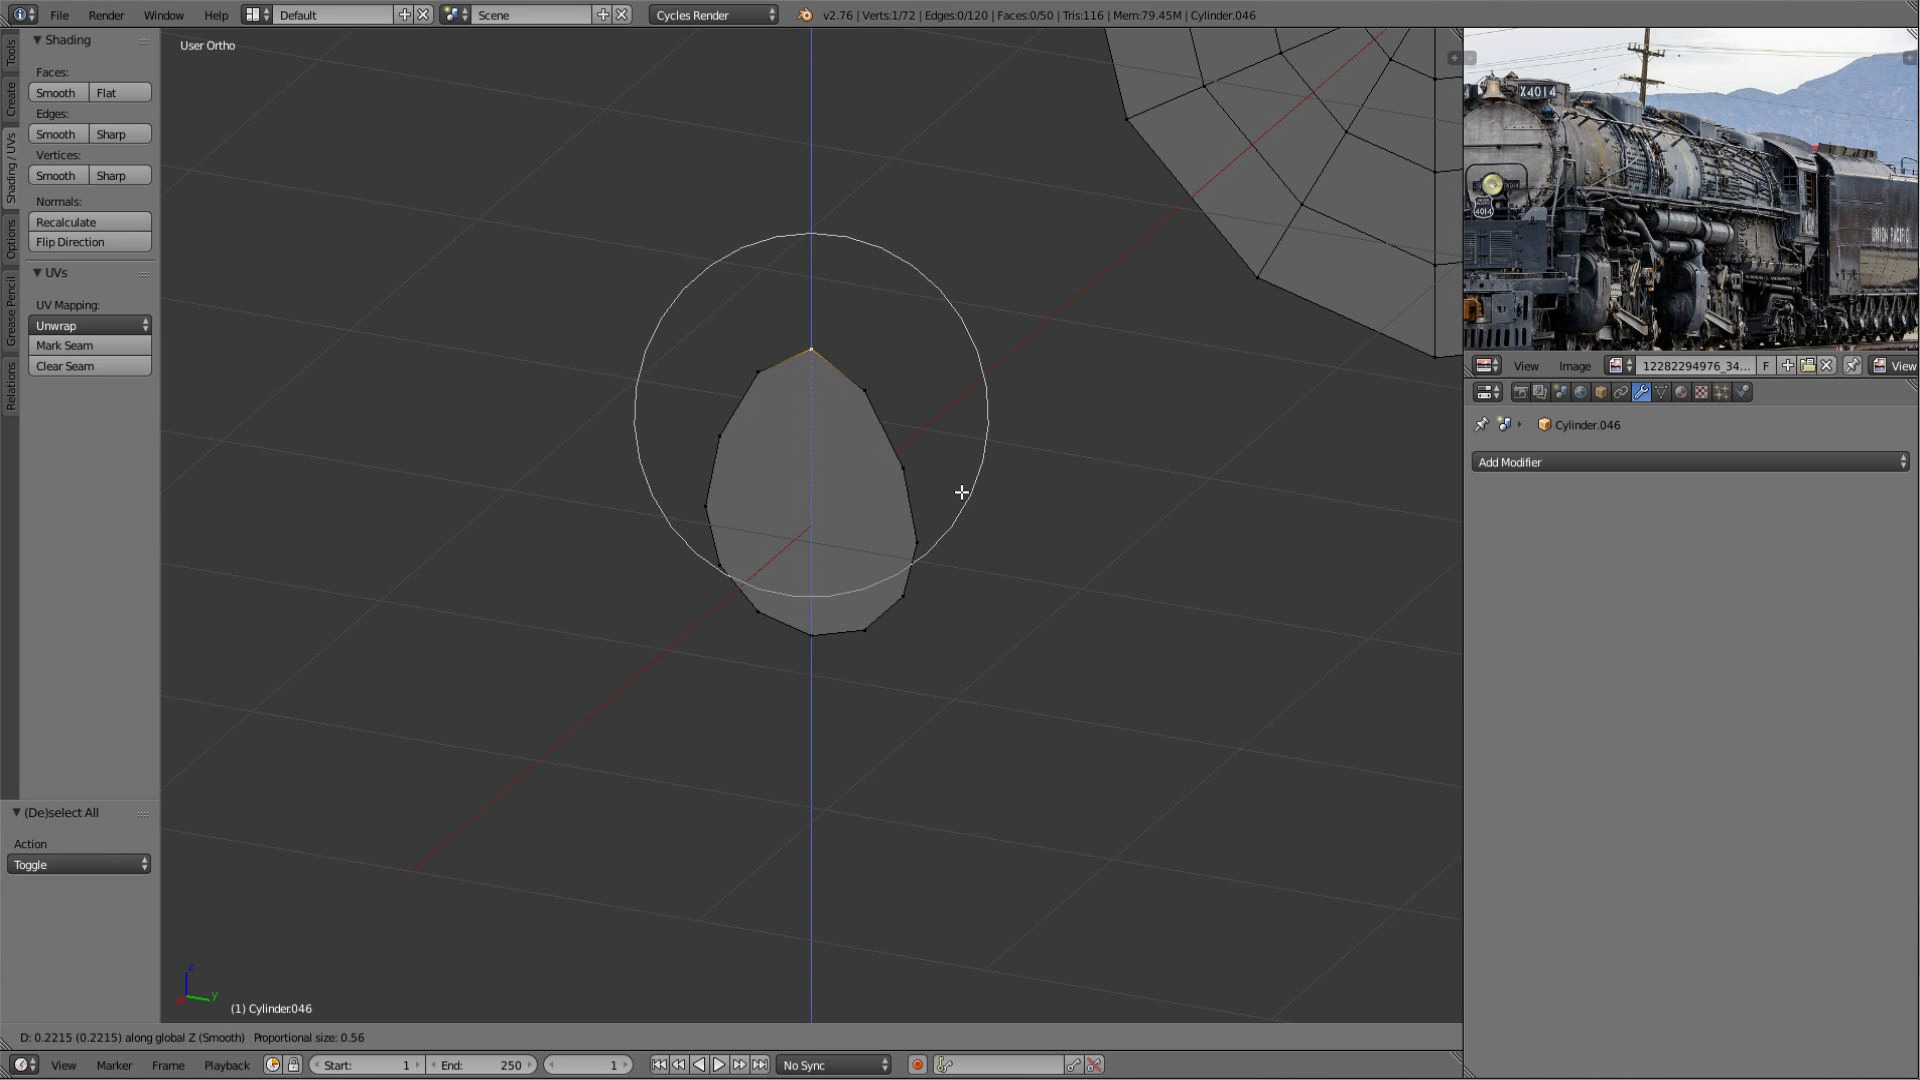 File Render Window Help Default Scene Cycles Render v2.76 | Verts:1/72 | Edges:0/120 | Faces:0/50 | Tris:116 | Mem:79.45M | Cylinder.046
Tools
Create
Shading / UVs
Options
Grease Pencil
Relations
Shading
Faces:
Smooth Flat
Edges:
Smooth Sharp
Vertices:
Smooth Sharp
Normals:
Recalculate
Flip Direction
UVs
UV Mapping:
Unwrap
Mark Seam
Clear Seam
(De)select All
Action
Toggle
User Ortho
z
y
(1) Cylinder.046
D: 0.2215 (0.2215) along global Z (Smooth) Proportional size: 0.56
View Marker Frame Playback Start: 1 End: 250 1 No Sync
X4014
4014
UNION PACIFIC
View Image 12282294976_34... F View
Cylinder.046
Add Modifier